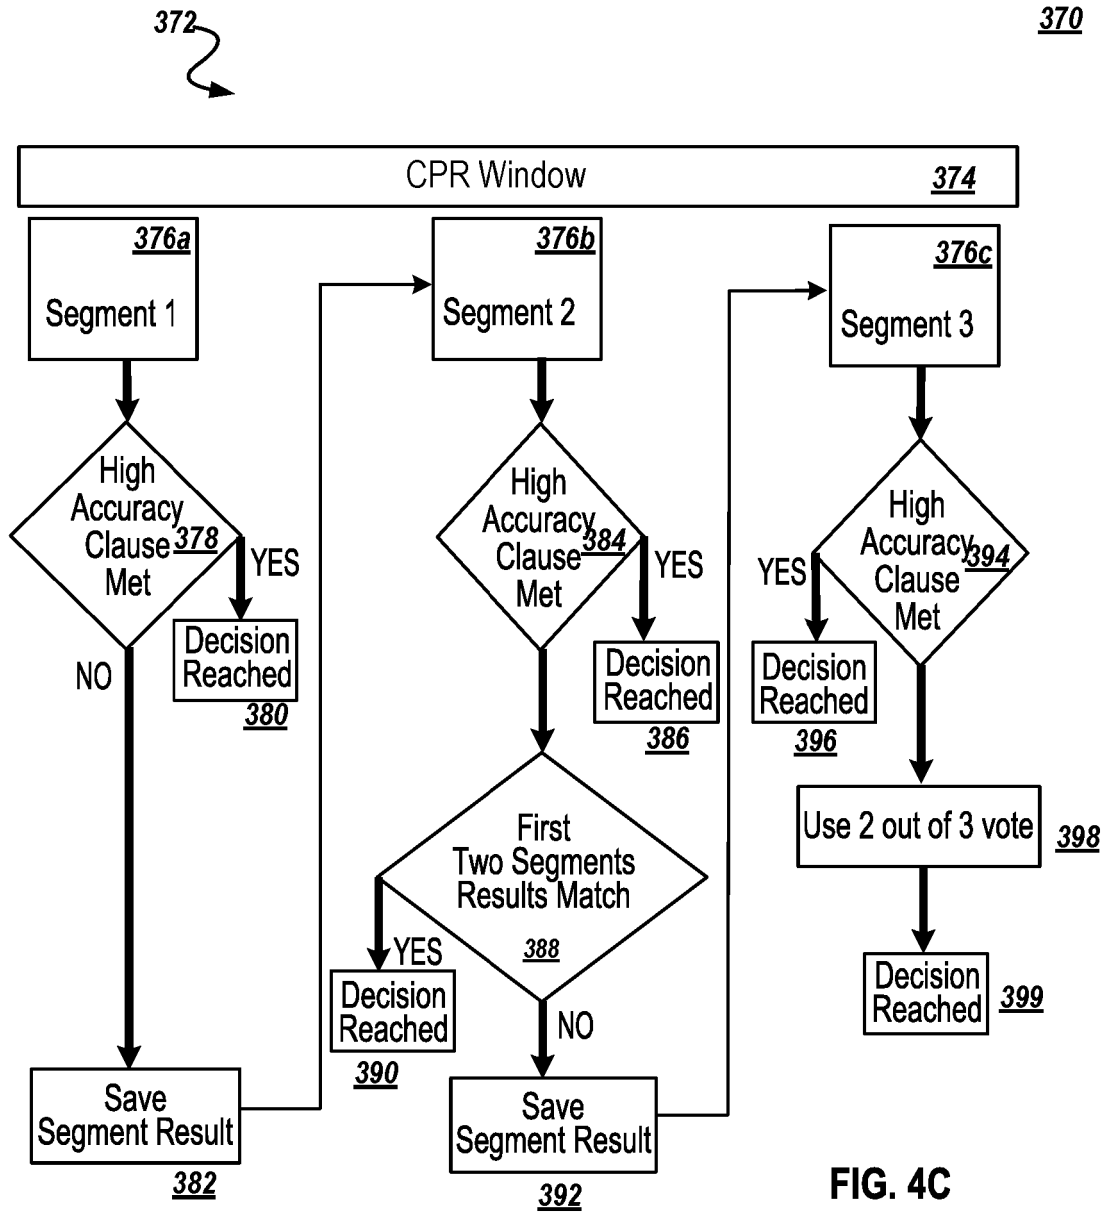 372
370
CPR Window
374
376a
Segment 1
376b
Segment 2
376c
Segment 3
High
Accuracy
Clause
Met
378
YES
NO
Decision
Reached
380
Save
Segment Result
382
High
Accuracy
Clause
Met
384
YES
Decision
Reached
386
First
Two Segments
Results Match
388
YES
Decision
Reached
390
NO
Save
Segment Result
392
High
Accuracy
Clause
Met
394
YES
Decision
Reached
396
Use 2 out of 3 vote
398
Decision
Reached
399
FIG. 4C